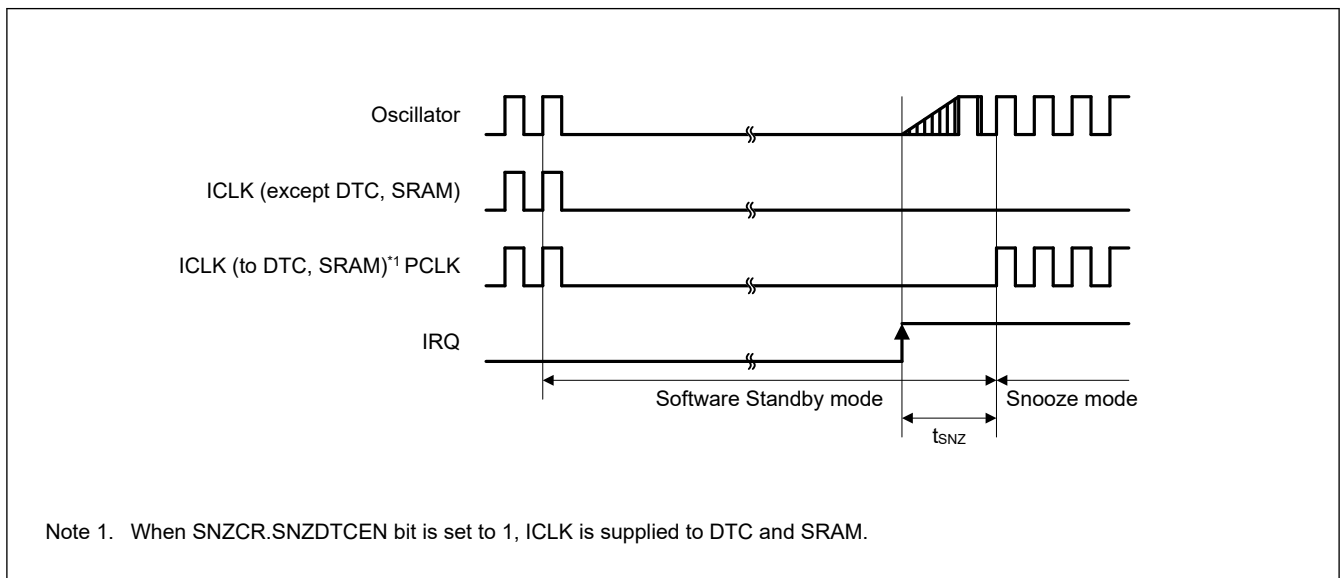 Oscillator
ICLK (except DTC, SRAM)
ICLK (to DTC, SRAM)*1 PCLK
IRQ
Software Standby mode
Snooze mode
tSNZ
Note 1. When SNZCR.SNZDTCEN bit is set to 1, ICLK is supplied to DTC and SRAM.